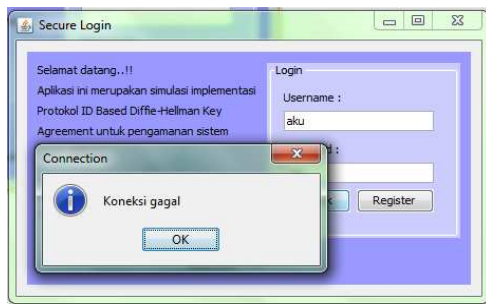 Secure Login
Selamat datang..!!
Aplikasi ini merupakan simulasi implementasi
Protokol ID Based Diffie-Hellman Key
Agreement untuk pengamanan sistem
Login
Username :
aku
:
Register
Connection
Koneksi gagal
OK